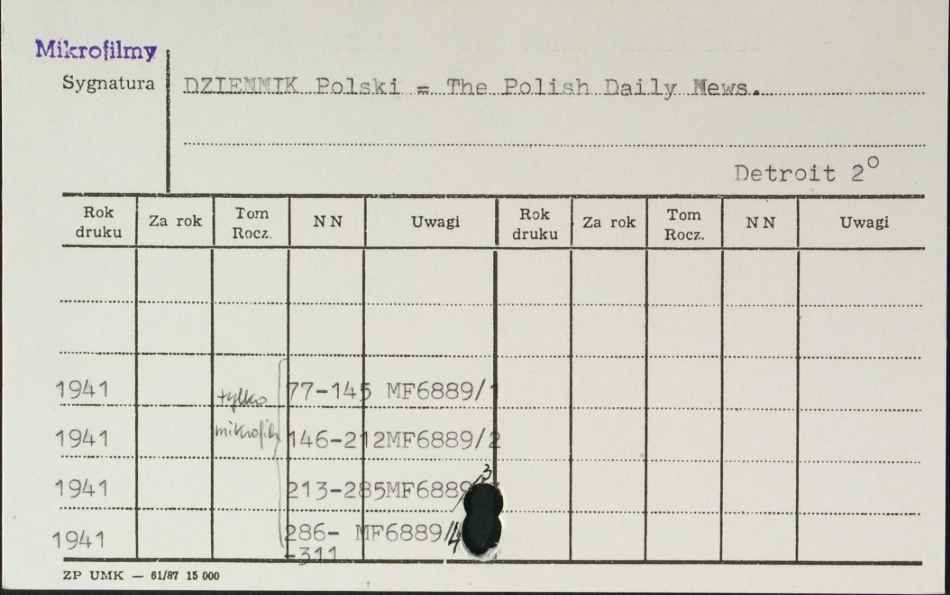 Mikrofilmy
Sygnatura DZIENNIK Polski = The Polish Daily News.
Detroit 2°
Rok druku Za rok Tom Rocz. NN Uwagi Rok druku Za rok Tom Rocz. NN Uwagi
1941 tylko 77-145 MF6889/1
1941 mikrofilm 146-212 MF6889/2
1941 213-285 MF6889/3
1941 286- MF6889/4
-311
ZP UMK — 61/87 15 000